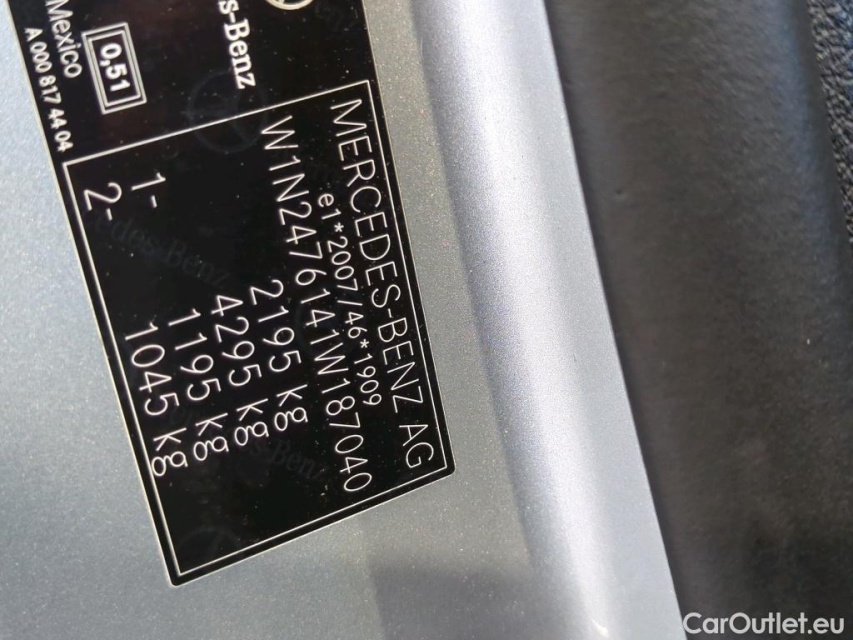 s-Benz
Mexico
0,51
A 000 817 44 04
MERCEDES-BENZ AG
e1*2007/46*1909
W1N2476141W187040
2195 kg
4295 kg
1- 1195 kg
2- 1045 kg
CarOutlet.eu